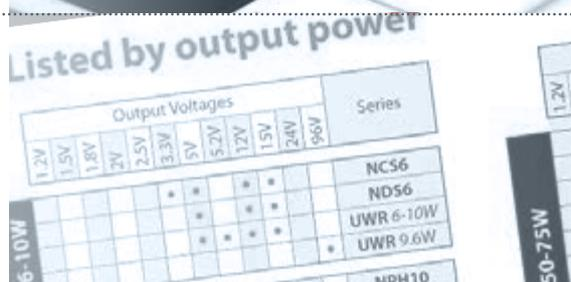 Listed by output power
Output Voltages
Series
1.2V 1.5V 1.8V 2V 2.5V 3.3V 5V 5.2V 12V 15V 24V 96V
6-10W
NCS6
NDS6
UWR 6-10W
UWR 9.6W
NPH10
1.2V
50-75W